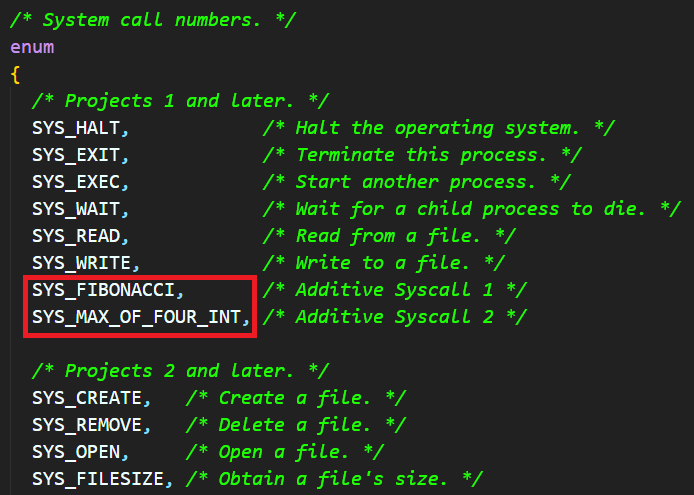 /* System call numbers. */
enum
{
/* Projects 1 and later. */
SYS_HALT, /* Halt the operating system. */
SYS_EXIT, /* Terminate this process. */
SYS_EXEC, /* Start another process. */
SYS_WAIT, /* Wait for a child process to die. */
SYS_READ, /* Read from a file. */
SYS_WRITE, /* Write to a file. */
SYS_FIBONACCI, /* Additive Syscall 1 */
SYS_MAX_OF_FOUR_INT, /* Additive Syscall 2 */
/* Projects 2 and later. */
SYS_CREATE, /* Create a file. */
SYS_REMOVE, /* Delete a file. */
SYS_OPEN, /* Open a file. */
SYS_FILESIZE, /* Obtain a file's size. */